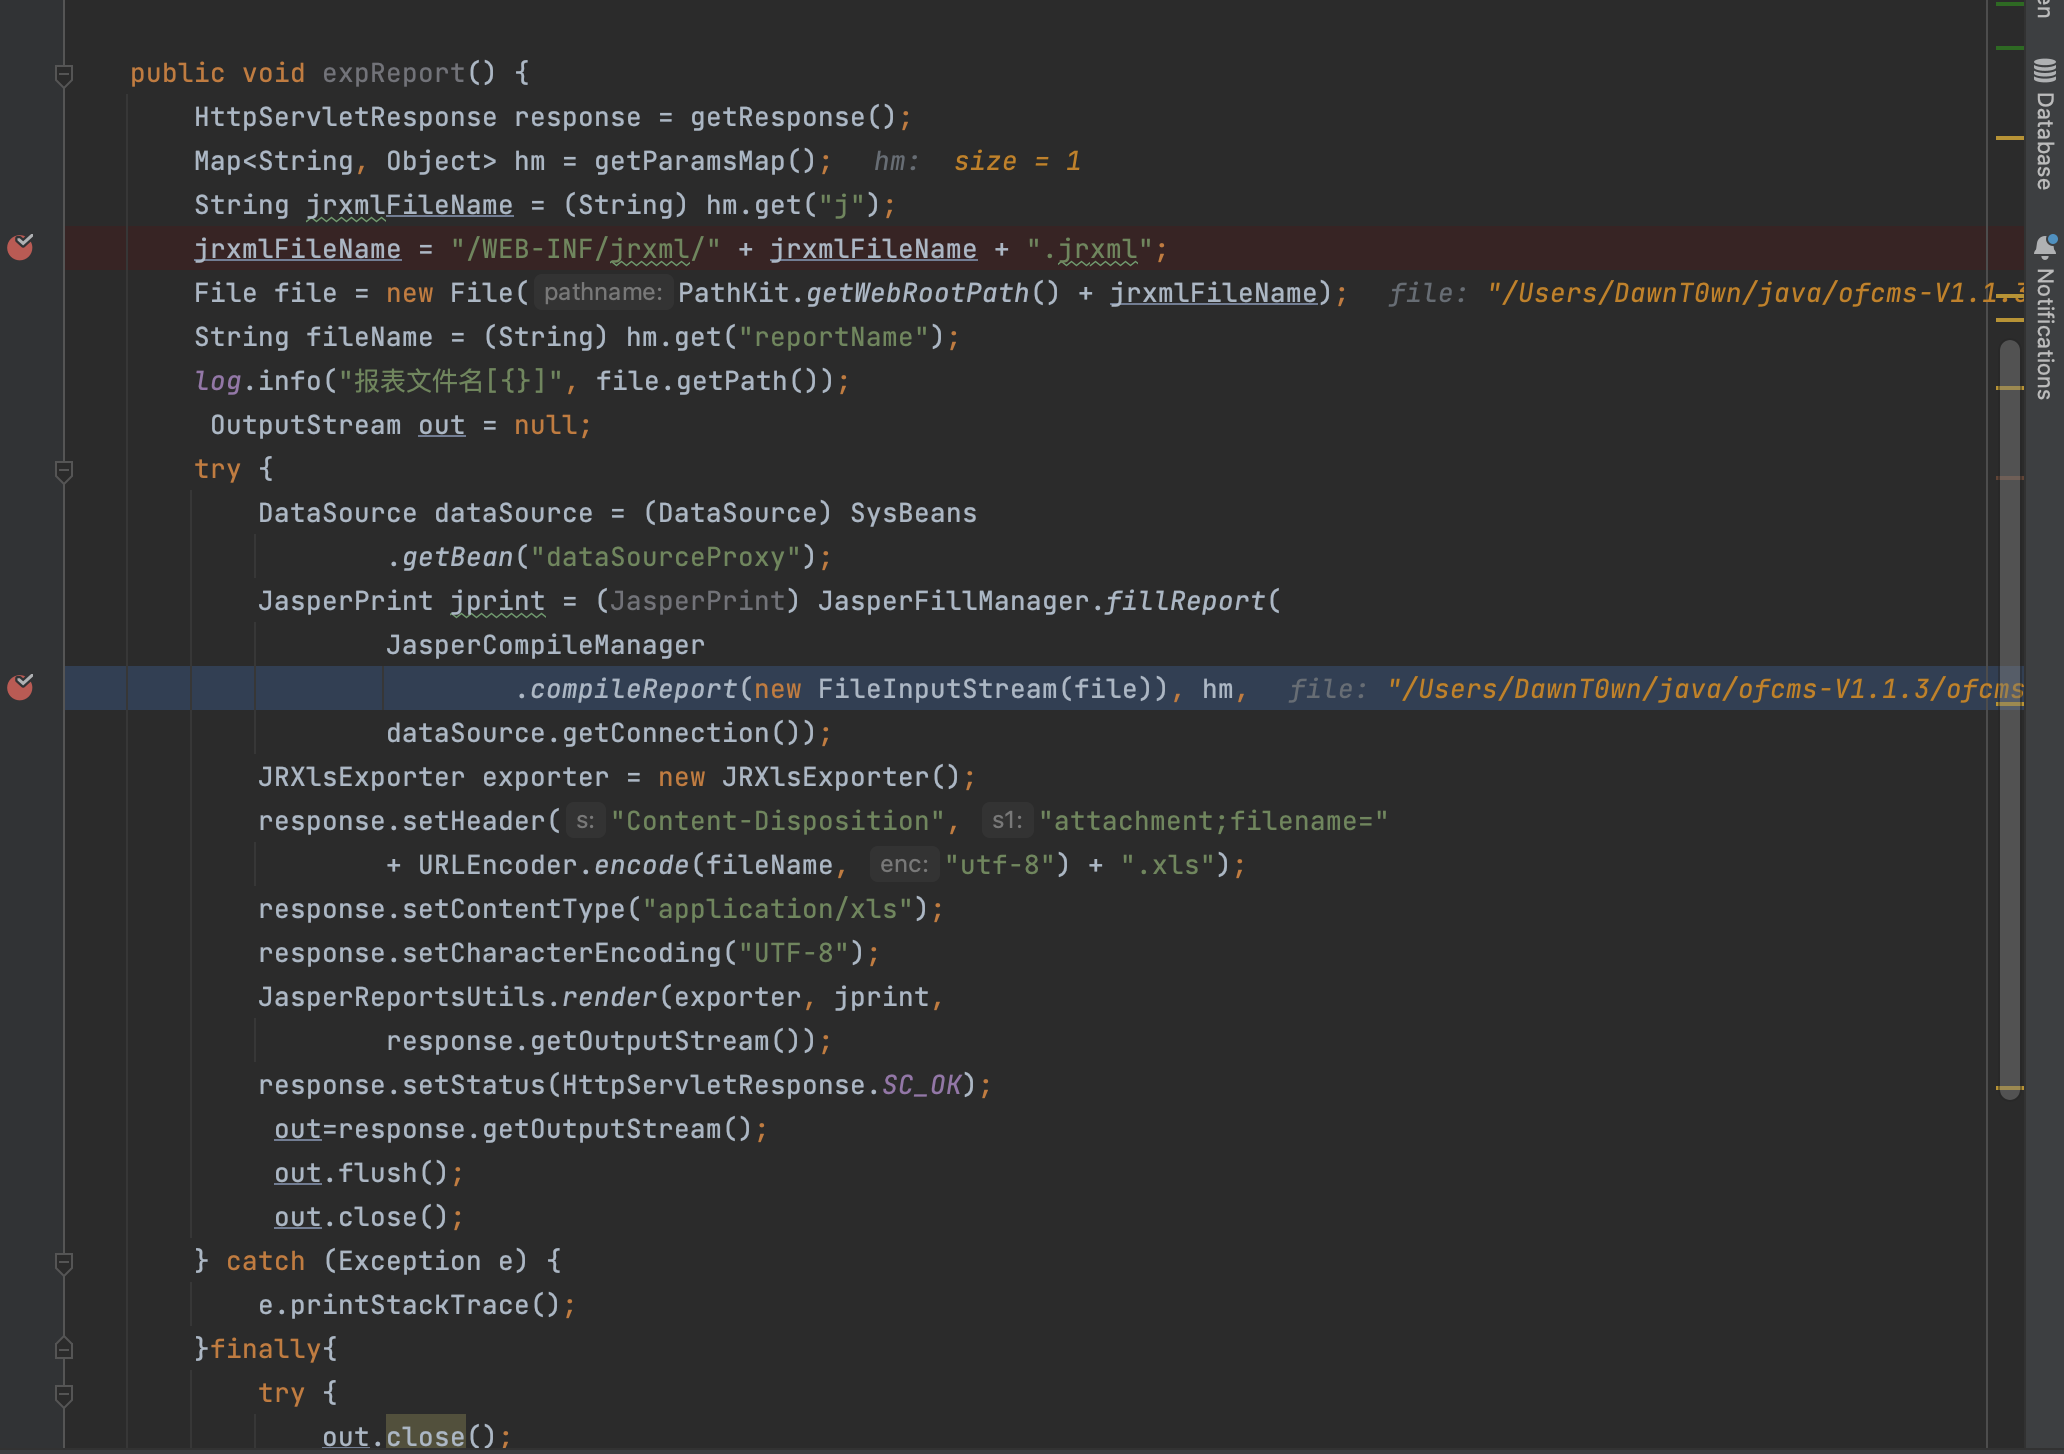 public void expReport() {
HttpServletResponse response = getResponse();
Map<String, Object> hm = getParamsMap();   hm:  size = 1
String jrxmlFileName = (String) hm.get("j");
jrxmlFileName = "/WEB-INF/jrxml/" + jrxmlFileName + ".jrxml";
File file = new File( pathname: PathKit.getWebRootPath() + jrxmlFileName);   file: "/Users/DawnT0wn/java/ofcms-V1.1.3
String fileName = (String) hm.get("reportName");
log.info("报表文件名[{}]", file.getPath());
OutputStream out = null;
try {
DataSource dataSource = (DataSource) SysBeans
.getBean("dataSourceProxy");
JasperPrint jprint = (JasperPrint) JasperFillManager.fillReport(
JasperCompileManager
.compileReport(new FileInputStream(file)), hm,   file: "/Users/DawnT0wn/java/ofcms-V1.1.3/ofcms
dataSource.getConnection());
JRXlsExporter exporter = new JRXlsExporter();
response.setHeader( s: "Content-Disposition",  s1: "attachment;filename="
+ URLEncoder.encode(fileName,  enc: "utf-8") + ".xls");
response.setContentType("application/xls");
response.setCharacterEncoding("UTF-8");
JasperReportsUtils.render(exporter, jprint,
response.getOutputStream());
response.setStatus(HttpServletResponse.SC_OK);
out=response.getOutputStream();
out.flush();
out.close();
} catch (Exception e) {
e.printStackTrace();
}finally{
try {
out.close();
en
Database
Notifications